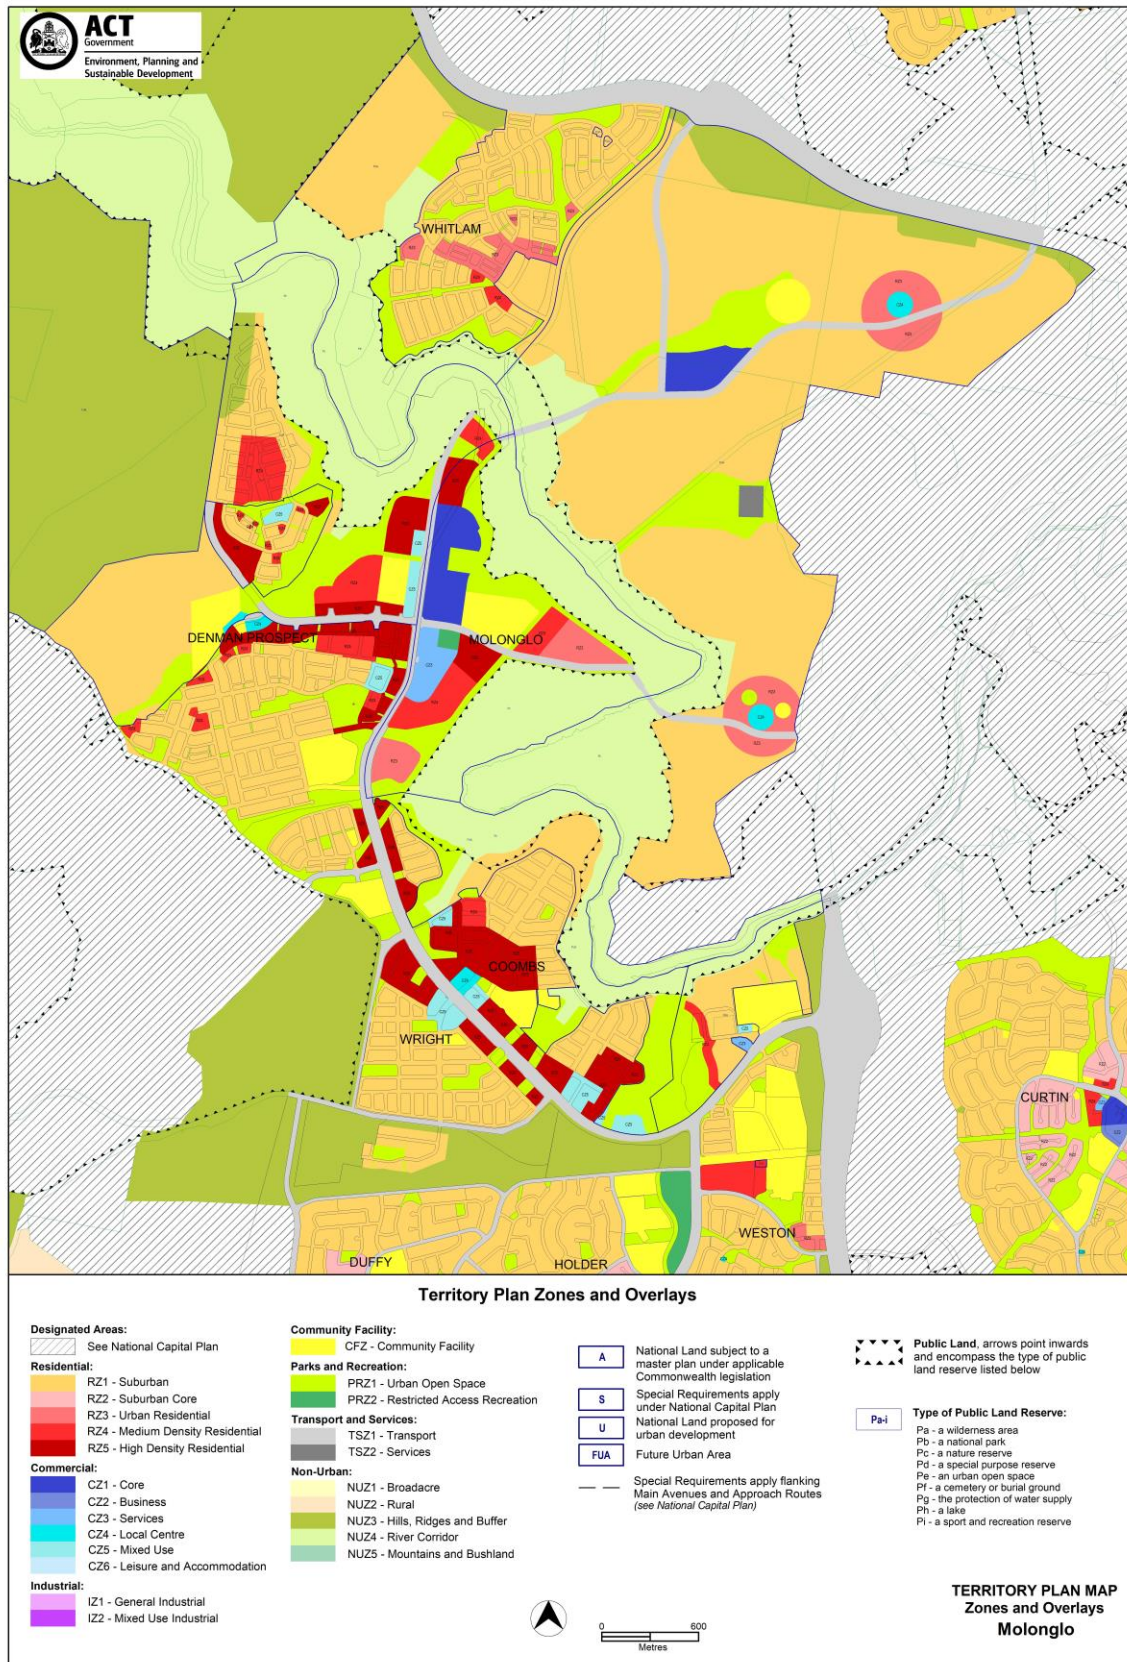 ACT
Government
Environment, Planning and
Sustainable Development
WHITLAM
DENMAN PROSPECT
MOLONGLO
COOMBS
WRIGHT
CURTIN
WESTON
DUFFY
HOLDER
Territory Plan Zones and Overlays
Designated Areas:
See National Capital Plan
Residential:
RZ1 - Suburban
RZ2 - Suburban Core
RZ3 - Urban Residential
RZ4 - Medium Density Residential
RZ5 - High Density Residential
Commercial:
CZ1 - Core
CZ2 - Business
CZ3 - Services
CZ4 - Local Centre
CZ5 - Mixed Use
CZ6 - Leisure and Accommodation
Industrial:
IZ1 - General Industrial
IZ2 - Mixed Use Industrial
Community Facility:
CFZ - Community Facility
Parks and Recreation:
PRZ1 - Urban Open Space
PRZ2 - Restricted Access Recreation
Transport and Services:
TSZ1 - Transport
TSZ2 - Services
Non-Urban:
NUZ1 - Broadacre
NUZ2 - Rural
NUZ3 - Hills, Ridges and Buffer
NUZ4 - River Corridor
NUZ5 - Mountains and Bushland
A
National Land subject to a
master plan under applicable
Commonwealth legislation
S
Special Requirements apply
under National Capital Plan
U
National Land proposed for
urban development
FUA
Future Urban Area
Special Requirements apply flanking
Main Avenues and Approach Routes
(see National Capital Plan)
Public Land, arrows point inwards
and encompass the type of public
land reserve listed below
Pa-i
Type of Public Land Reserve:
Pa - a wilderness area
Pb - a national park
Pc - a nature reserve
Pd - a special purpose reserve
Pe - an urban open space
Pf - a cemetery or burial ground
Pg - the protection of water supply
Ph - a lake
Pi - a sport and recreation reserve
0
600
Metres
TERRITORY PLAN MAP
Zones and Overlays
Molonglo